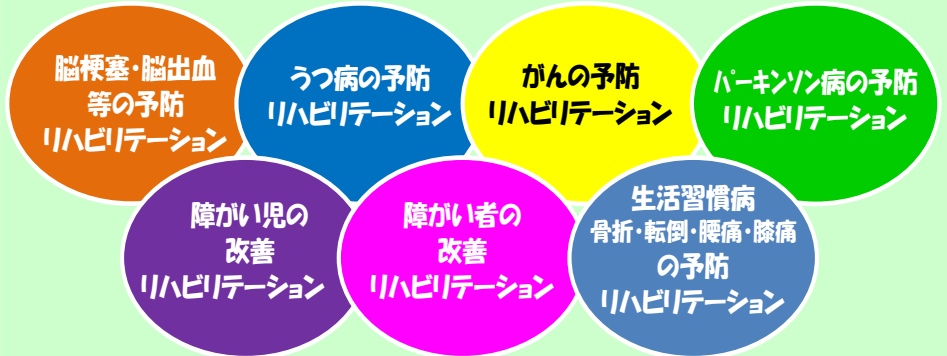 脳梗塞・脳出血
等の予防
リハビリテーション
うつ病の予防
リハビリテーション
がんの予防
リハビリテーション
パーキンソン病の予防
リハビリテーション
障がい児の
改善
リハビリテーション
障がい者の
改善
リハビリテーション
生活習慣病
骨折・転倒・腰痛・膝痛
の予防
リハビリテーション